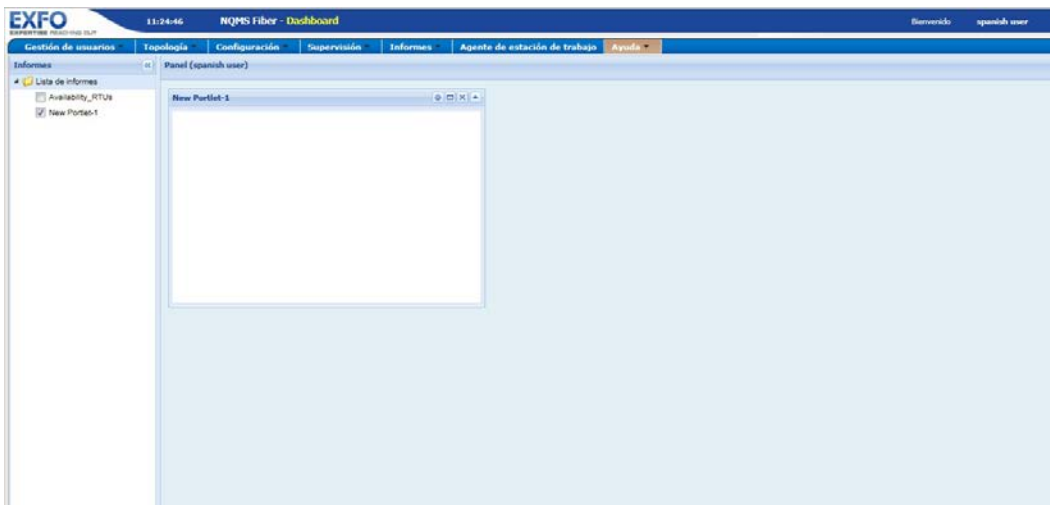 EXFO
EXPERTISE REACHING OUT
11:24:46
NQMS Fiber - Dashboard
Bienvenido
spanish user
Gestión de usuarios
Topología
Configuración
Supervisión
Informes
Agente de estación de trabajo
Ayuda
Informes
Panel (spanish user)
Lista de informes
Availability_RTUs
New Portlet-1
New Portlet-1